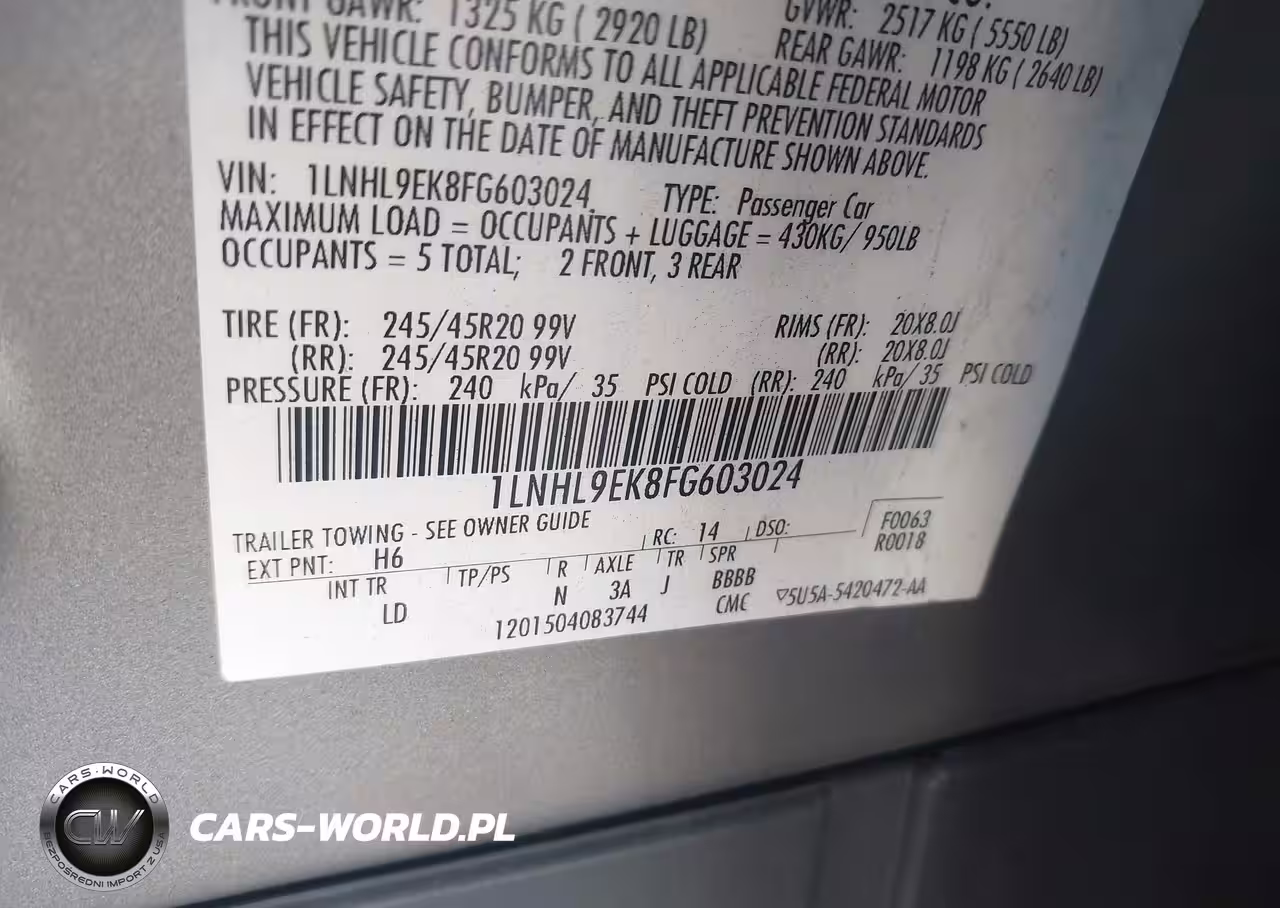 FRONT GAWR: 1325 KG ( 2920 LB)
GVWR: 2517 KG ( 5550 LB)
REAR GAWR: 1198 KG ( 2640 LB)
THIS VEHICLE CONFORMS TO ALL APPLICABLE FEDERAL MOTOR
VEHICLE SAFETY, BUMPER, AND THEFT PREVENTION STANDARDS
IN EFFECT ON THE DATE OF MANUFACTURE SHOWN ABOVE.
VIN: 1LNHL9EK8FG603024 TYPE: Passenger Car
MAXIMUM LOAD = OCCUPANTS + LUGGAGE = 430KG/ 950LB
OCCUPANTS = 5 TOTAL; 2 FRONT, 3 REAR
TIRE (FR): 245/45R20 99V RIMS (FR): 20X8.0J
(RR): 245/45R20 99V (RR): 20X8.0J
PRESSURE (FR): 240 kPa/ 35 PSI COLD (RR): 240 kPa/ 35 PSI COLD
1LNHL9EK8FG603024
TRAILER TOWING - SEE OWNER GUIDE
EXT PNT: H6 RC: 14 DSO: F0063
R0018
INT TR TP/PS R AXLE TR SPR
LD N 3A J BBBB
1201504083744 CMC ▽5U5A-5420472-AA
CARS-WORLD
CW
BEZPOŚREDNI IMPORT Z USA
CARS-WORLD.PL